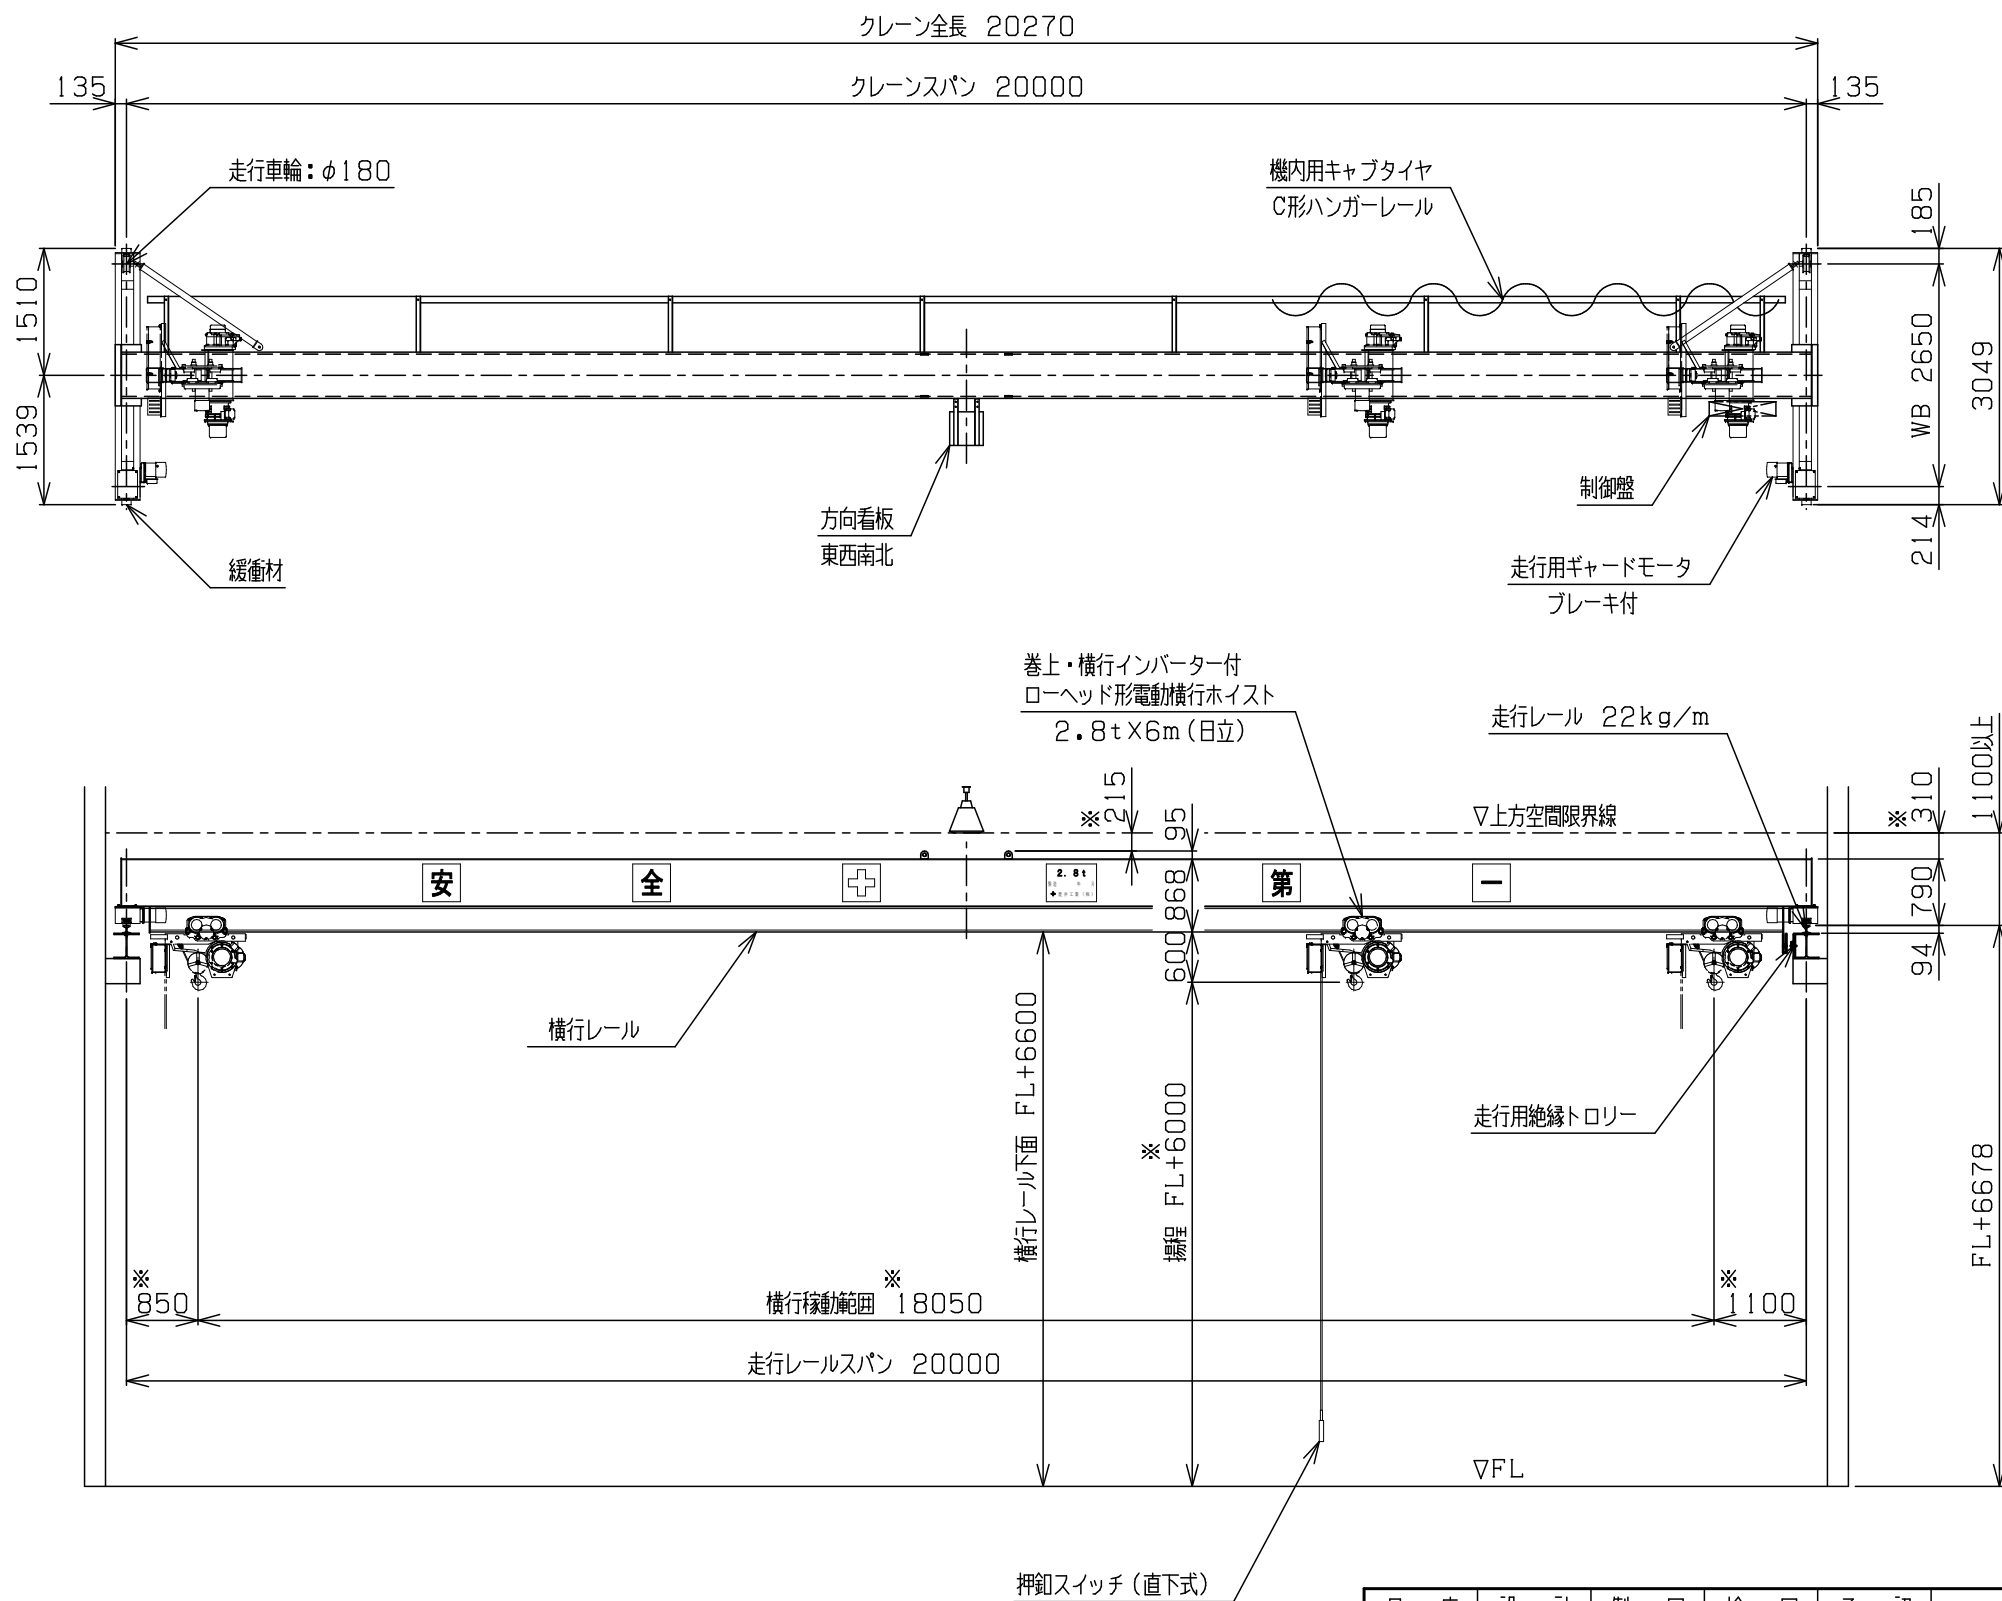 クレーン全長 20270
135
クレーンスパン 20000
135
走行車輪:φ180
機内用キャブタイヤ
C形ハンガーレール
185
1510
WB 2650
3049
1539
制御盤
方向看板
東西南北
緩衝材
214
走行用ギャードモータ
ブレーキ付
巻上・横行インバーター付
ローヘッド形電動横行ホイスト
2.8t×6m(日立)
走行レール 22kg/m
1100以上
※215
95
▽上方空間限界線
※310
安
全
2.8t
第
一
868
790
600
94
横行レール
横行レール下面 FL+6600
※
揚程 FL+6000
走行用絶縁トロリー
FL+6678
※
850
※
横行稼動範囲 18050
※
1100
走行レールスパン 20000
▽FL
押釦スイッチ(直下式)